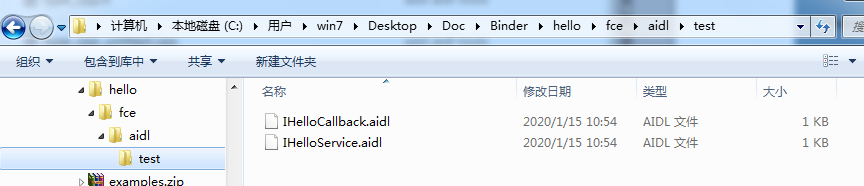 计算机 ▸ 本地磁盘 (C:) ▸ 用户 ▸ win7 ▸ Desktop ▸ Doc ▸ Binder ▸ hello ▸ fce ▸ aidl ▸ test
组织 包含到库中 共享 新建文件夹
hello
fce
aidl
test
examples.zip
名称 修改日期 类型 大小
IHelloCallback.aidl 2020/1/15 10:54 AIDL 文件 1 KB
IHelloService.aidl 2020/1/15 10:54 AIDL 文件 1 KB